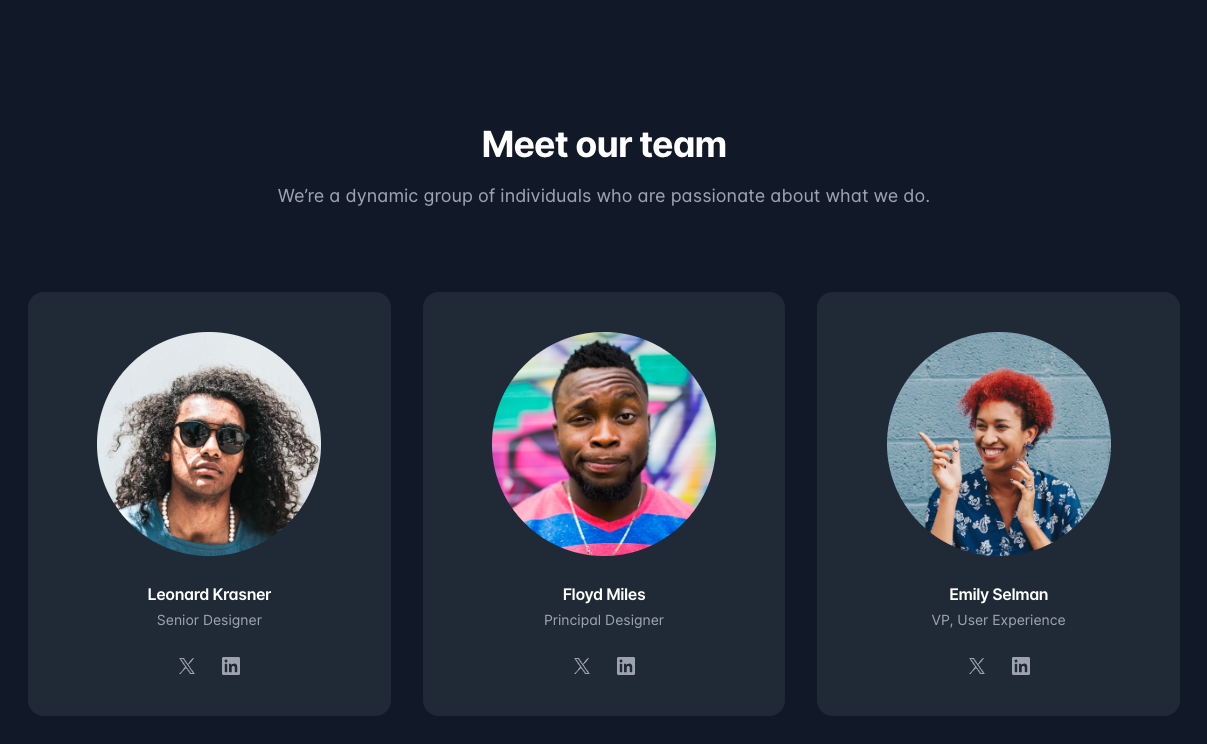 Meet our team
We’re a dynamic group of individuals who are passionate about what we do.
Leonard Krasner
Senior Designer
Floyd Miles
Principal Designer
Emily Selman
VP, User Experience